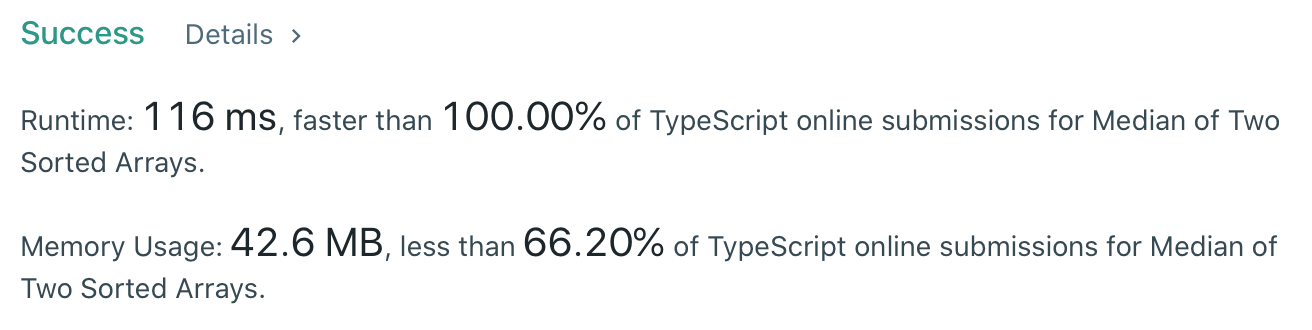 Success Details >
Runtime: 116 ms, faster than 100.00% of TypeScript online submissions for Median of Two
Sorted Arrays.
Memory Usage: 42.6 MB, less than 66.20% of TypeScript online submissions for Median of
Two Sorted Arrays.